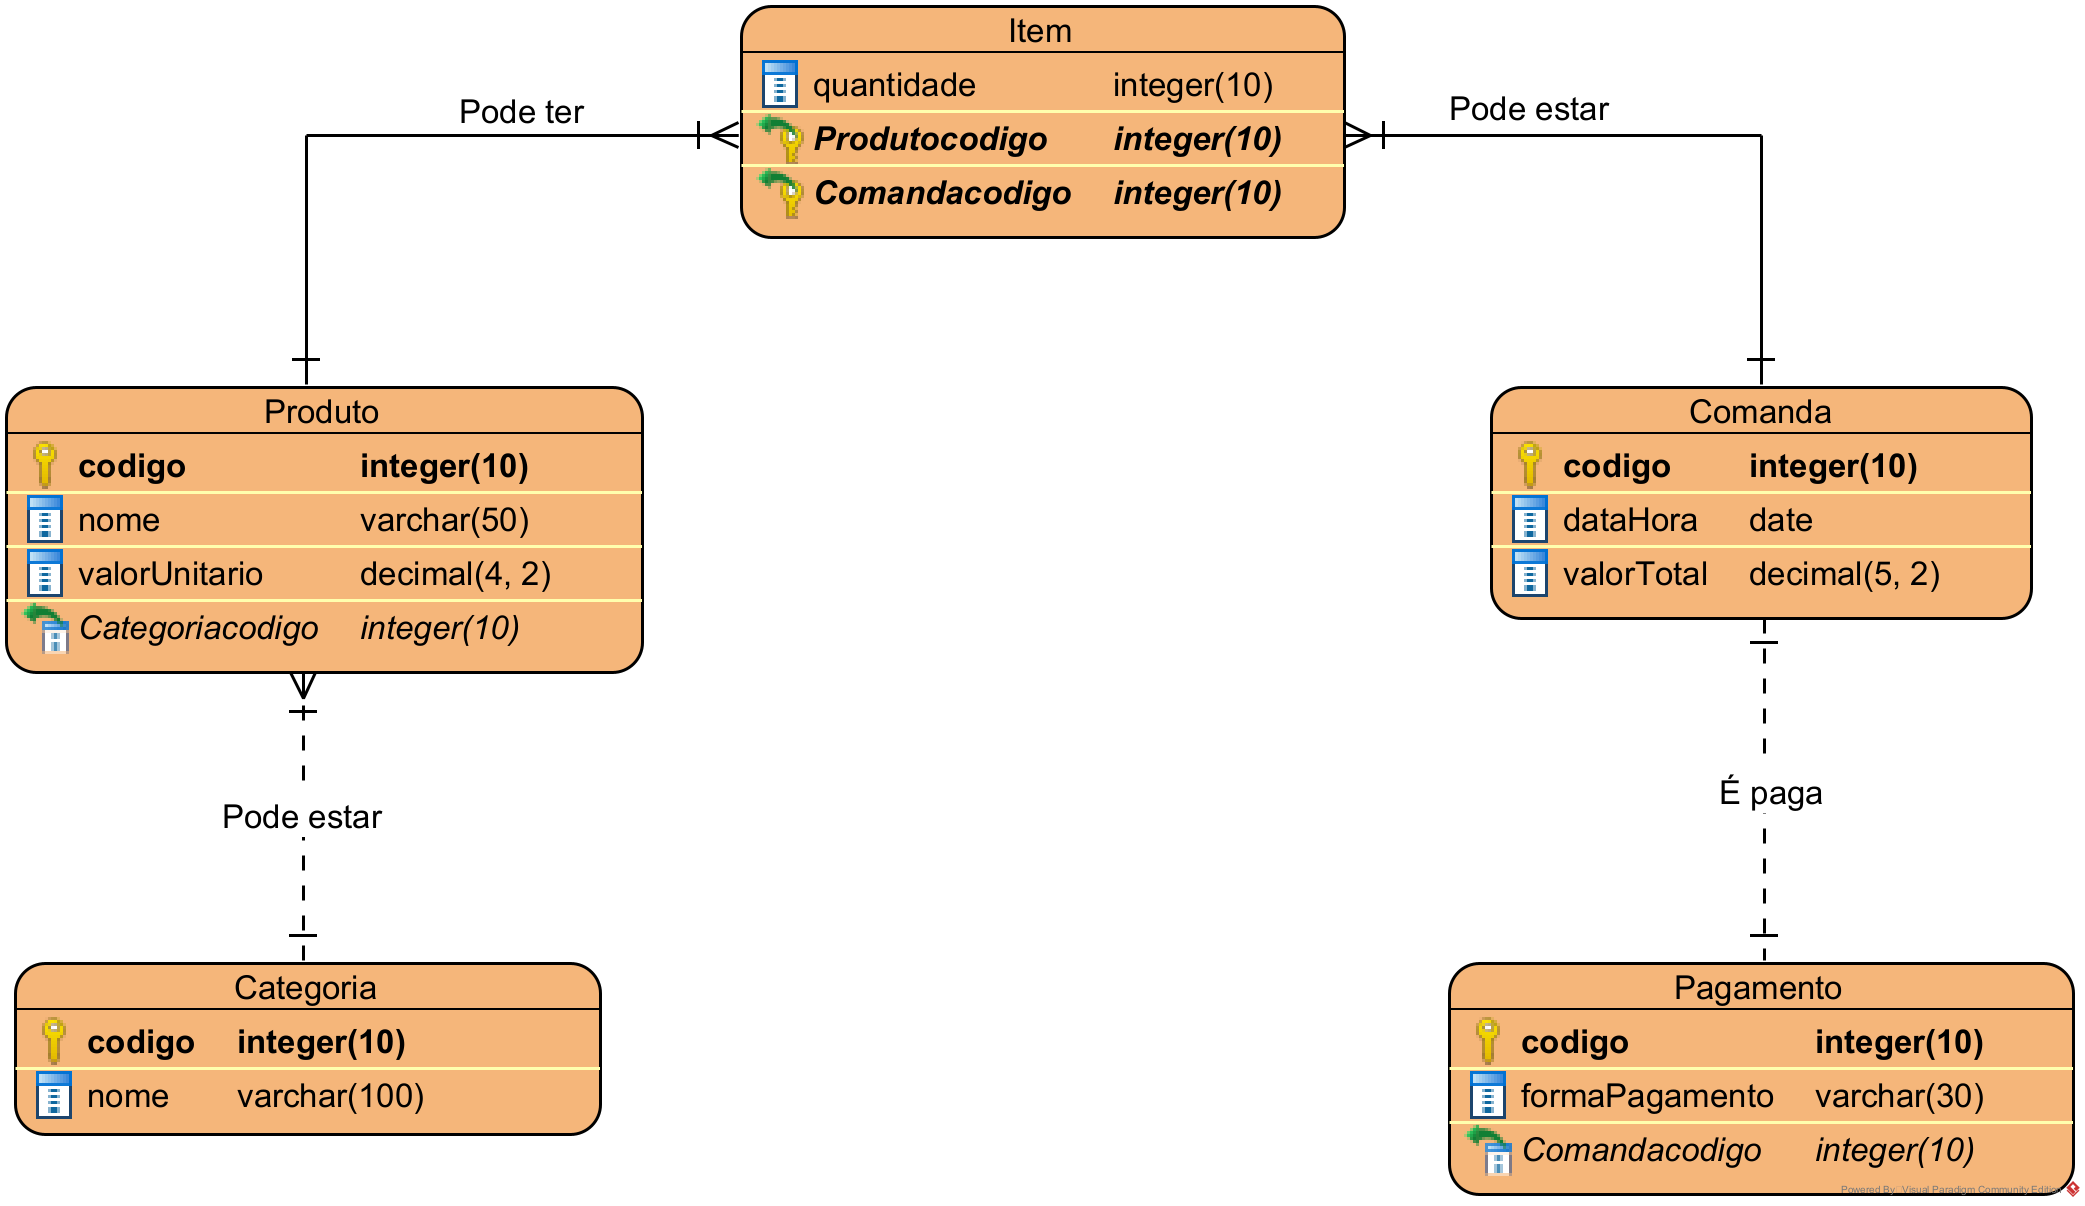 Item
quantidade integer(10)
Produtocodigo integer(10)
Comandacodigo integer(10)
Pode ter
Pode estar
Produto
codigo integer(10)
nome varchar(50)
valorUnitario decimal(4, 2)
Categoriacodigo integer(10)
Comanda
codigo integer(10)
dataHora date
valorTotal decimal(5, 2)
Pode estar
É paga
Categoria
codigo integer(10)
nome varchar(100)
Pagamento
codigo integer(10)
formaPagamento varchar(30)
Comandacodigo integer(10)
Powered By Visual Paradigm Community Edition